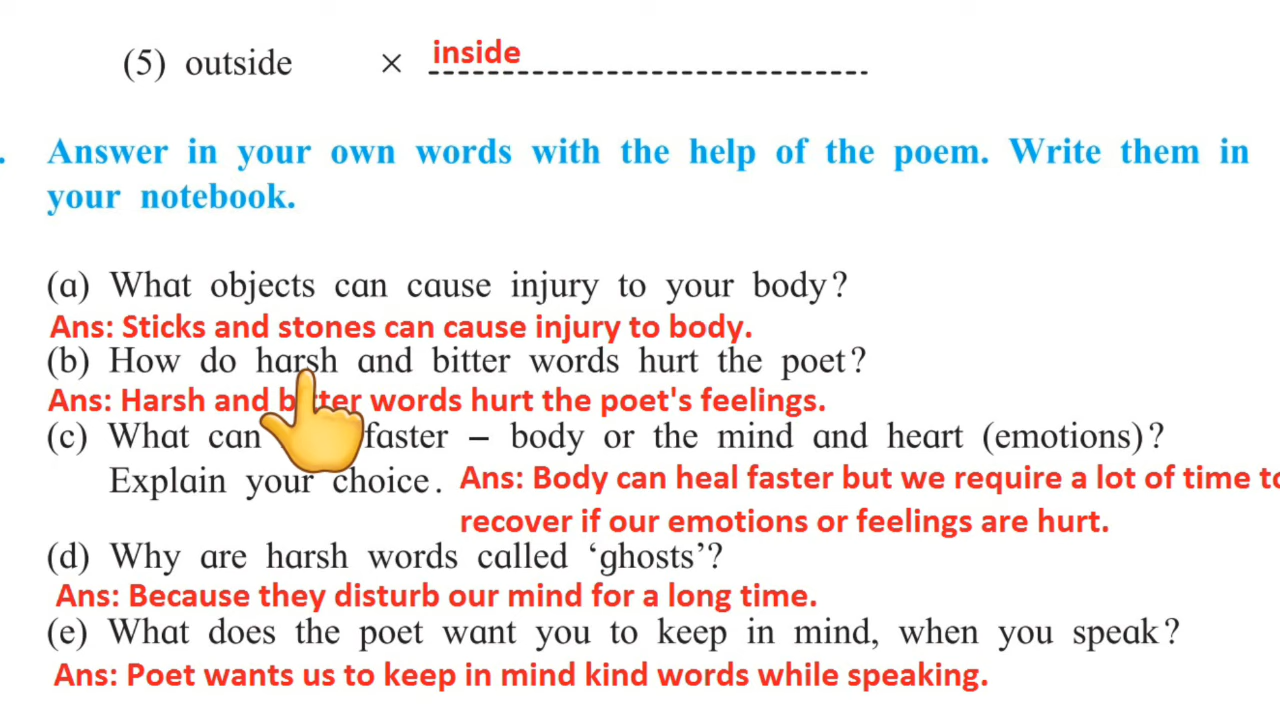 (5) outside × inside
. Answer in your own words with the help of the poem. Write them in
your notebook.
(a) What objects can cause injury to your body?
Ans: Sticks and stones can cause injury to body.
(b) How do harsh and bitter words hurt the poet?
Ans: Harsh and bitter words hurt the poet's feelings.
(c) What can faster – body or the mind and heart (emotions)?
Explain your choice. Ans: Body can heal faster but we require a lot of time to
recover if our emotions or feelings are hurt.
(d) Why are harsh words called ‘ghosts’?
Ans: Because they disturb our mind for a long time.
(e) What does the poet want you to keep in mind, when you speak?
Ans: Poet wants us to keep in mind kind words while speaking.